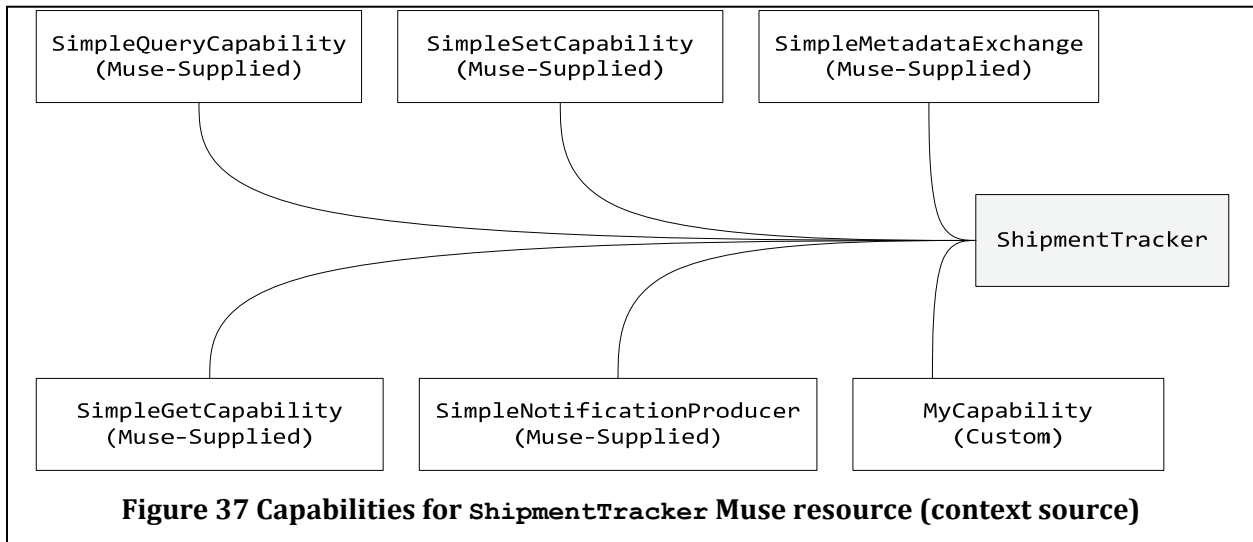 SimpleQueryCapability
(Muse-Supplied)
SimpleSetCapability
(Muse-Supplied)
SimpleMetadataExchange
(Muse-Supplied)
ShipmentTracker
SimpleGetCapability
(Muse-Supplied)
SimpleNotificationProducer
(Muse-Supplied)
MyCapability
(Custom)
Figure 37 Capabilities for ShipmentTracker Muse resource (context source)